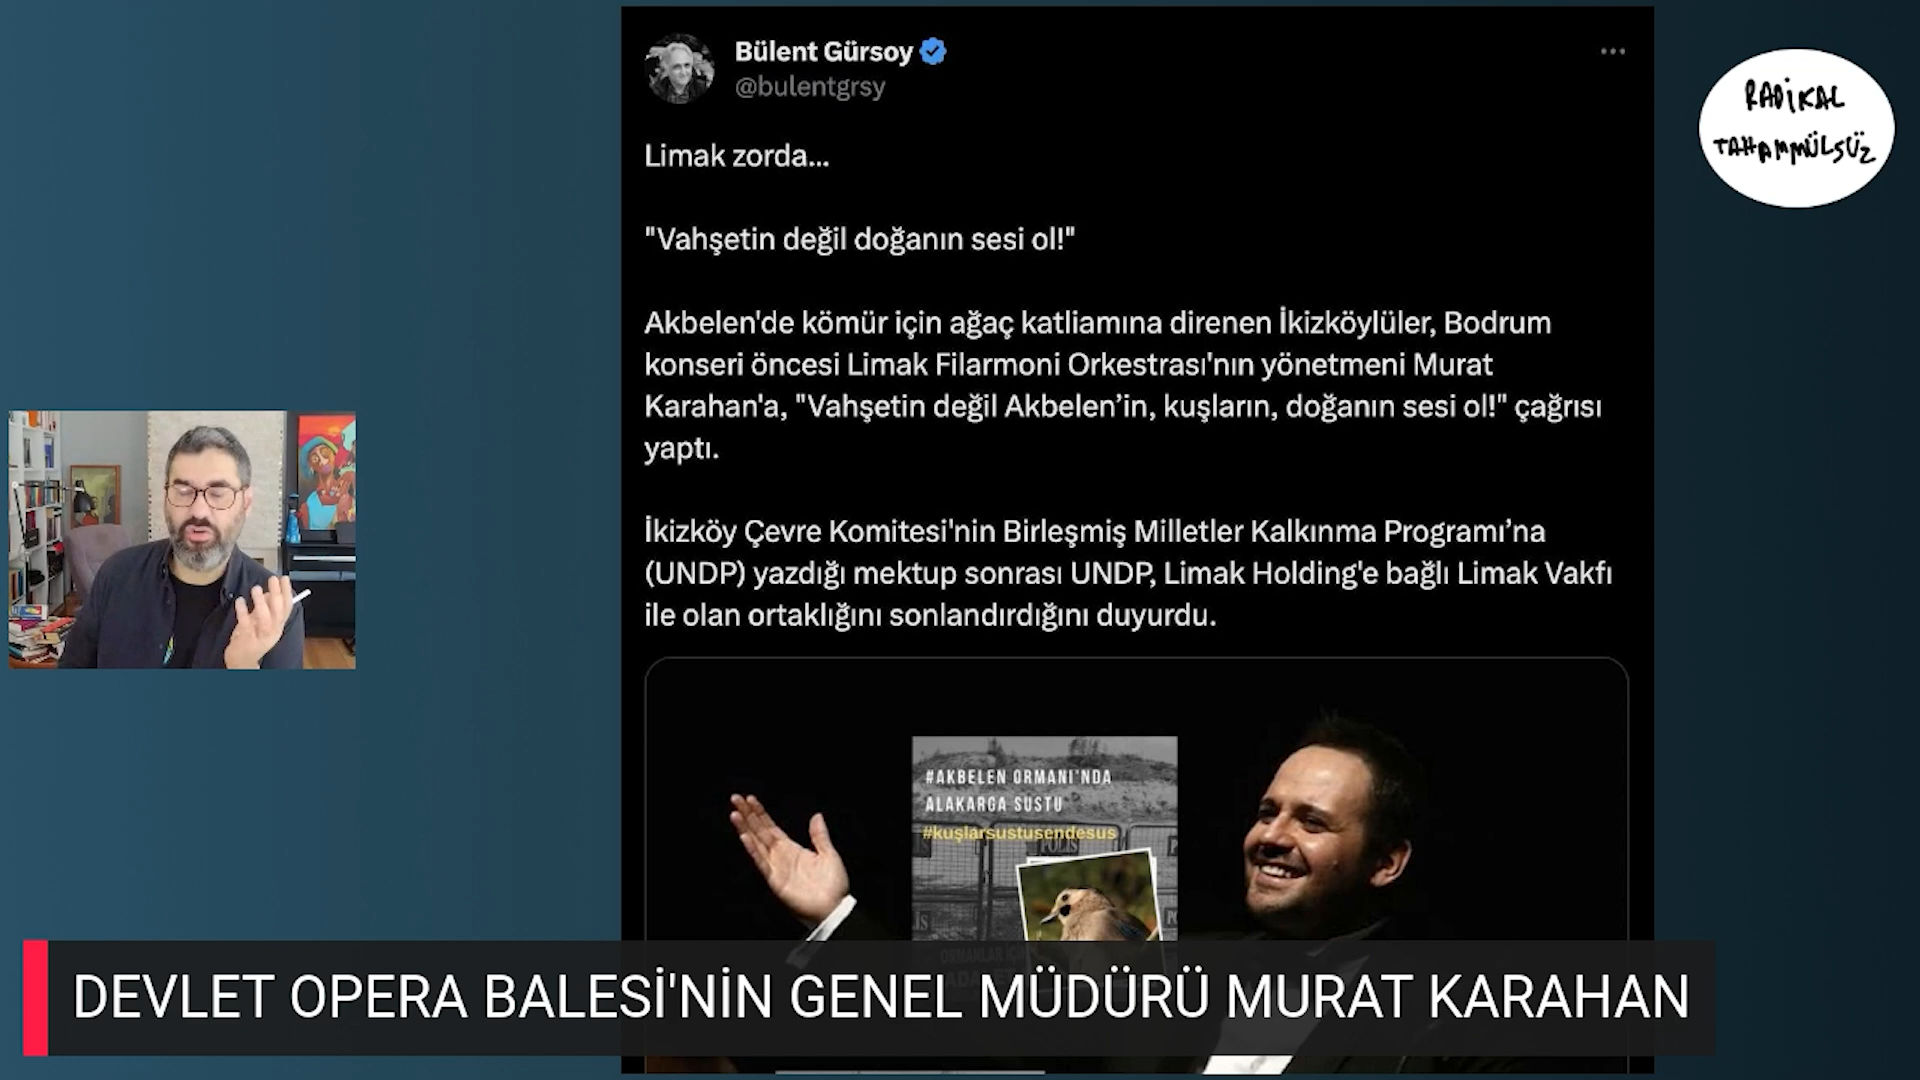 Bülent Gürsoy
@bulentgrsy
RADİKAL
TAHAMMÜLSÜZ
Limak zorda...
"Vahşetin değil doğanın sesi ol!"
Akbelen'de kömür için ağaç katliamına direnen İkizköylüler, Bodrum
konseri öncesi Limak Filarmoni Orkestrası'nın yönetmeni Murat
Karahan'a, "Vahşetin değil Akbelen’in, kuşların, doğanın sesi ol!" çağrısı
yaptı.
İkizköy Çevre Komitesi'nin Birleşmiş Milletler Kalkınma Programı’na
(UNDP) yazdığı mektup sonrası UNDP, Limak Holding'e bağlı Limak Vakfı
ile olan ortaklığını sonlandırdığını duyurdu.
#AKBELEN ORMANI'NDA
ALAKARGA SUSTU
#kuşlarsustusendesus
POLİS
ORMANLAR İÇİN
DEVLET OPERA BALESİ'NİN GENEL MÜDÜRÜ MURAT KARAHAN